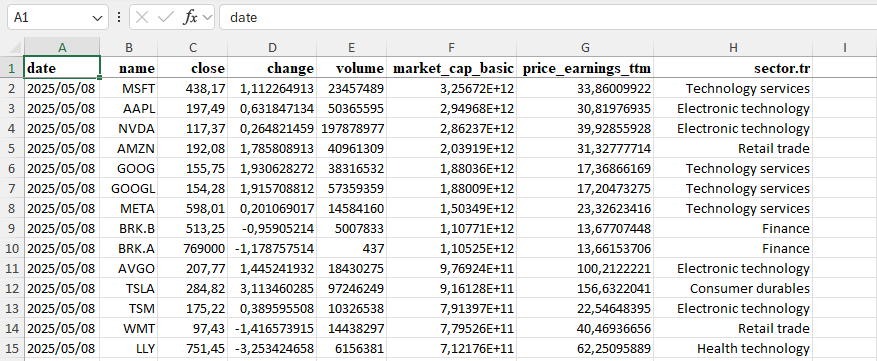 A1 fx date
A B C D E F G H I
1 date name close change volume market_cap_basic price_earnings_ttm sector.tr
2 2025/05/08 MSFT 438,17 1,112264913 23457489 3,25672E+12 33,86009922 Technology services
3 2025/05/08 AAPL 197,49 0,631847134 50365595 2,94968E+12 30,81976935 Electronic technology
4 2025/05/08 NVDA 117,37 0,264821459 197878977 2,86237E+12 39,92855928 Electronic technology
5 2025/05/08 AMZN 192,08 1,785808913 40961309 2,03919E+12 31,32777714 Retail trade
6 2025/05/08 GOOG 155,75 1,930628272 38316532 1,88036E+12 17,36866169 Technology services
7 2025/05/08 GOOGL 154,28 1,915708812 57359359 1,88009E+12 17,20473275 Technology services
8 2025/05/08 META 598,01 0,201069017 14584160 1,50349E+12 23,32623416 Technology services
9 2025/05/08 BRK.B 513,25 -0,95905214 5007833 1,10771E+12 13,67707448 Finance
10 2025/05/08 BRK.A 769000 -1,178757514 437 1,10525E+12 13,66153706 Finance
11 2025/05/08 AVGO 207,77 1,445241932 18430275 9,76924E+11 100,2122221 Electronic technology
12 2025/05/08 TSLA 284,82 3,113460285 97246249 9,16128E+11 156,6322041 Consumer durables
13 2025/05/08 TSM 175,22 0,389595508 10326538 7,91397E+11 22,54648395 Electronic technology
14 2025/05/08 WMT 97,43 -1,416573915 14438297 7,79526E+11 40,46936656 Retail trade
15 2025/05/08 LLY 751,45 -3,253424658 6156381 7,12176E+11 62,25095889 Health technology